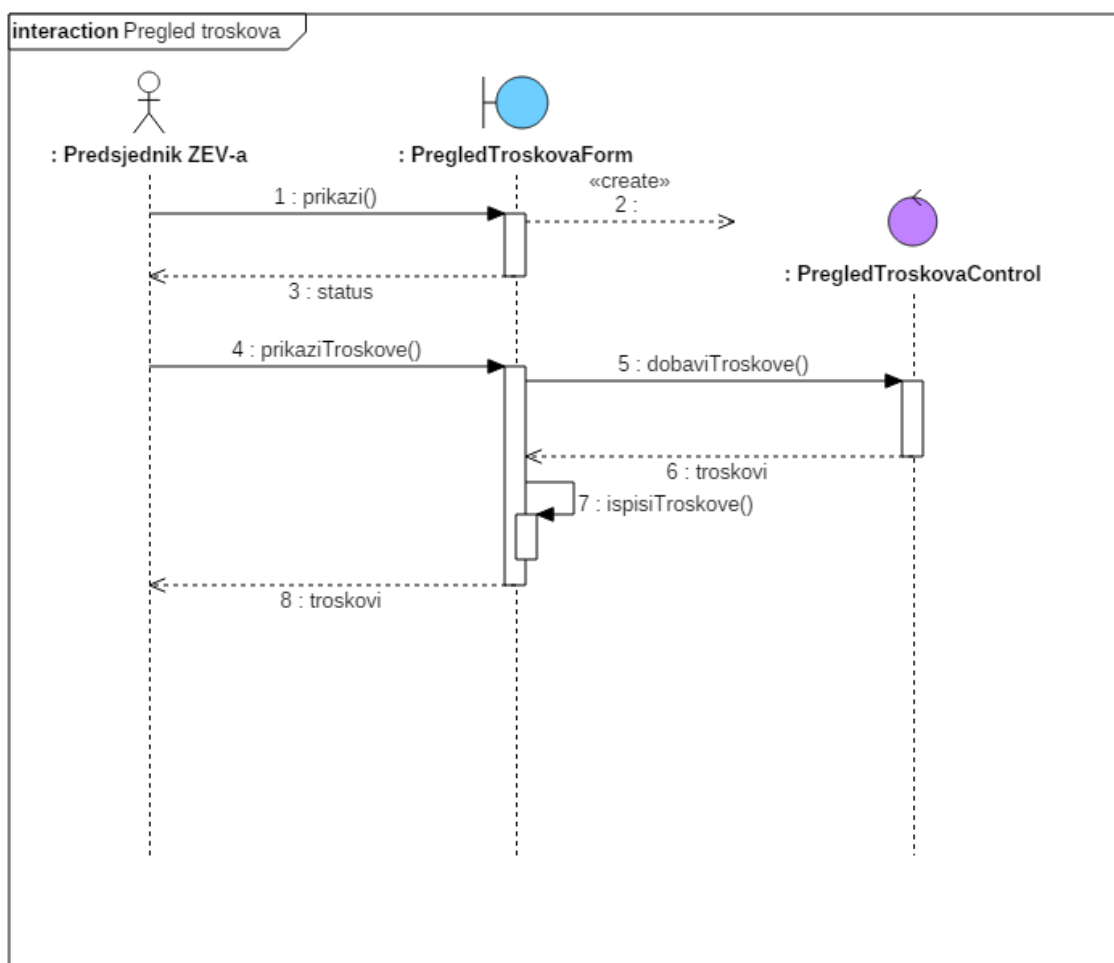 interaction Pregled troskova
: Predsjednik ZEV-a
: PregledTroskovaForm
«create»
1 : prikazi()
2 :
: PregledTroskovaControl
3 : status
4 : prikaziTroskove()
5 : dobaviTroskove()
6 : troskovi
7 : ispisiTroskove()
8 : troskovi